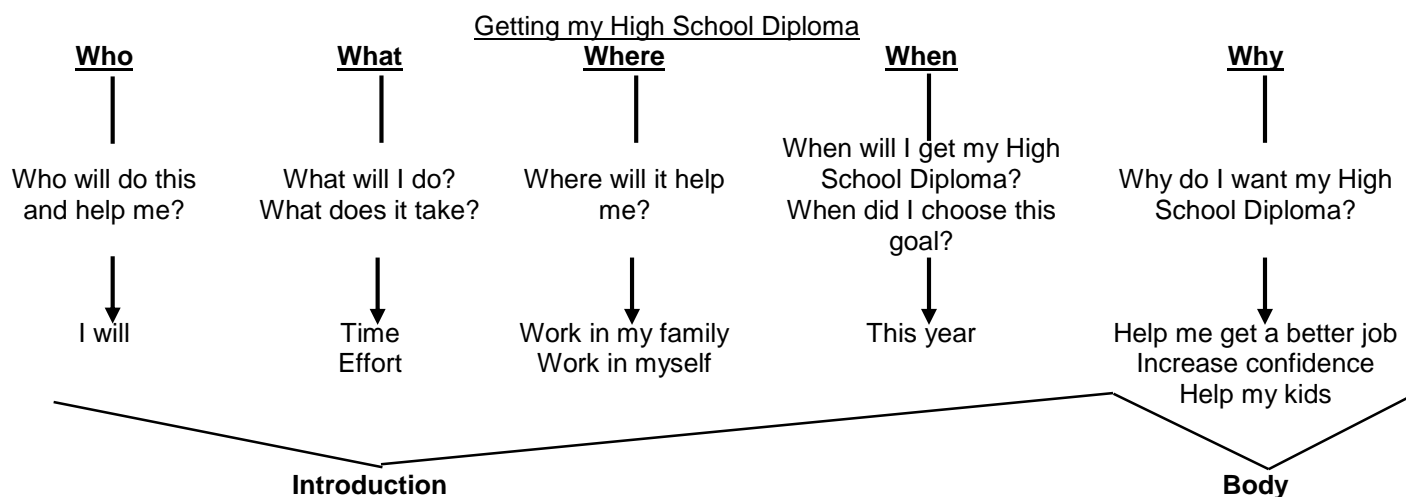 Getting my High School Diploma
Who
What
Where
When
Why
Who will do this
and help me?
What will I do?
What does it take?
Where will it help
me?
When will I get my High
School Diploma?
When did I choose this
goal?
Why do I want my High
School Diploma?
I will
Time
Effort
Work in my family
Work in myself
This year
Help me get a better job
Increase confidence
Help my kids
Introduction
Body